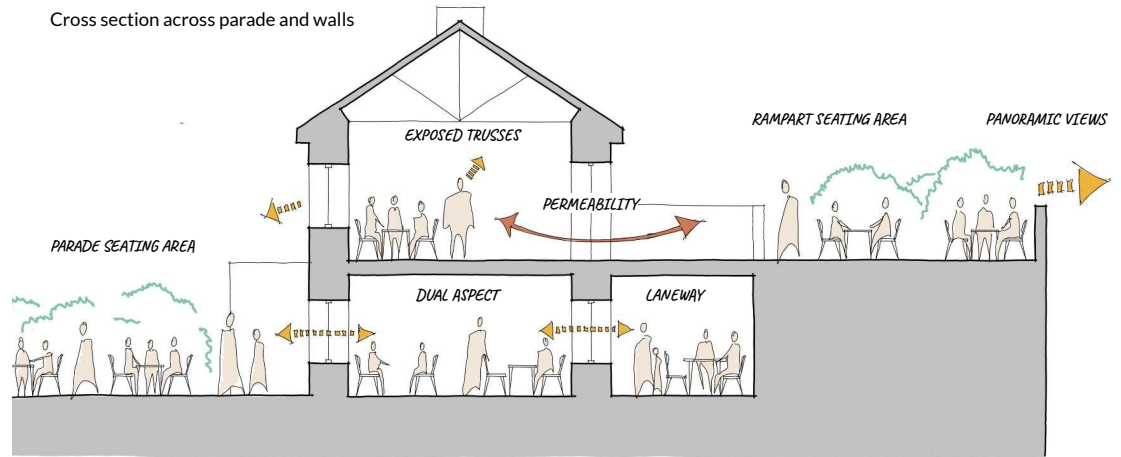 Cross section across parade and walls
RAMPART SEATING AREA
PANORAMIC VIEWS
EXPOSED TRUSSES
PERMEABILITY
PARADE SEATING AREA
DUAL ASPECT
LANEWAY